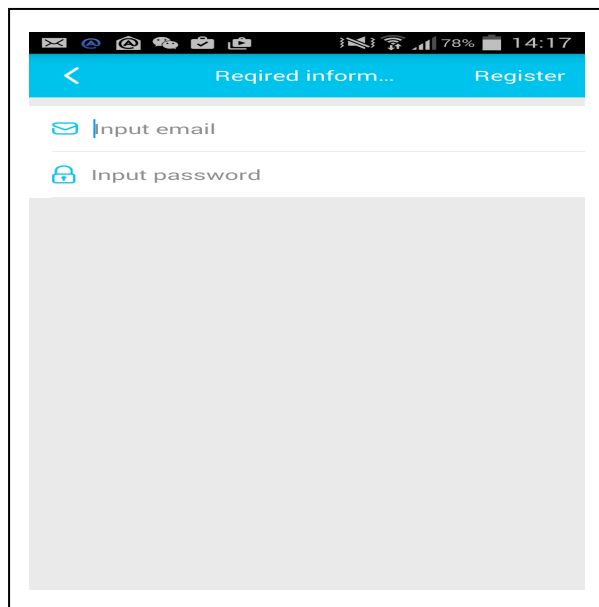 78% 14:17
Reqired inform... Register
Input email
Input password